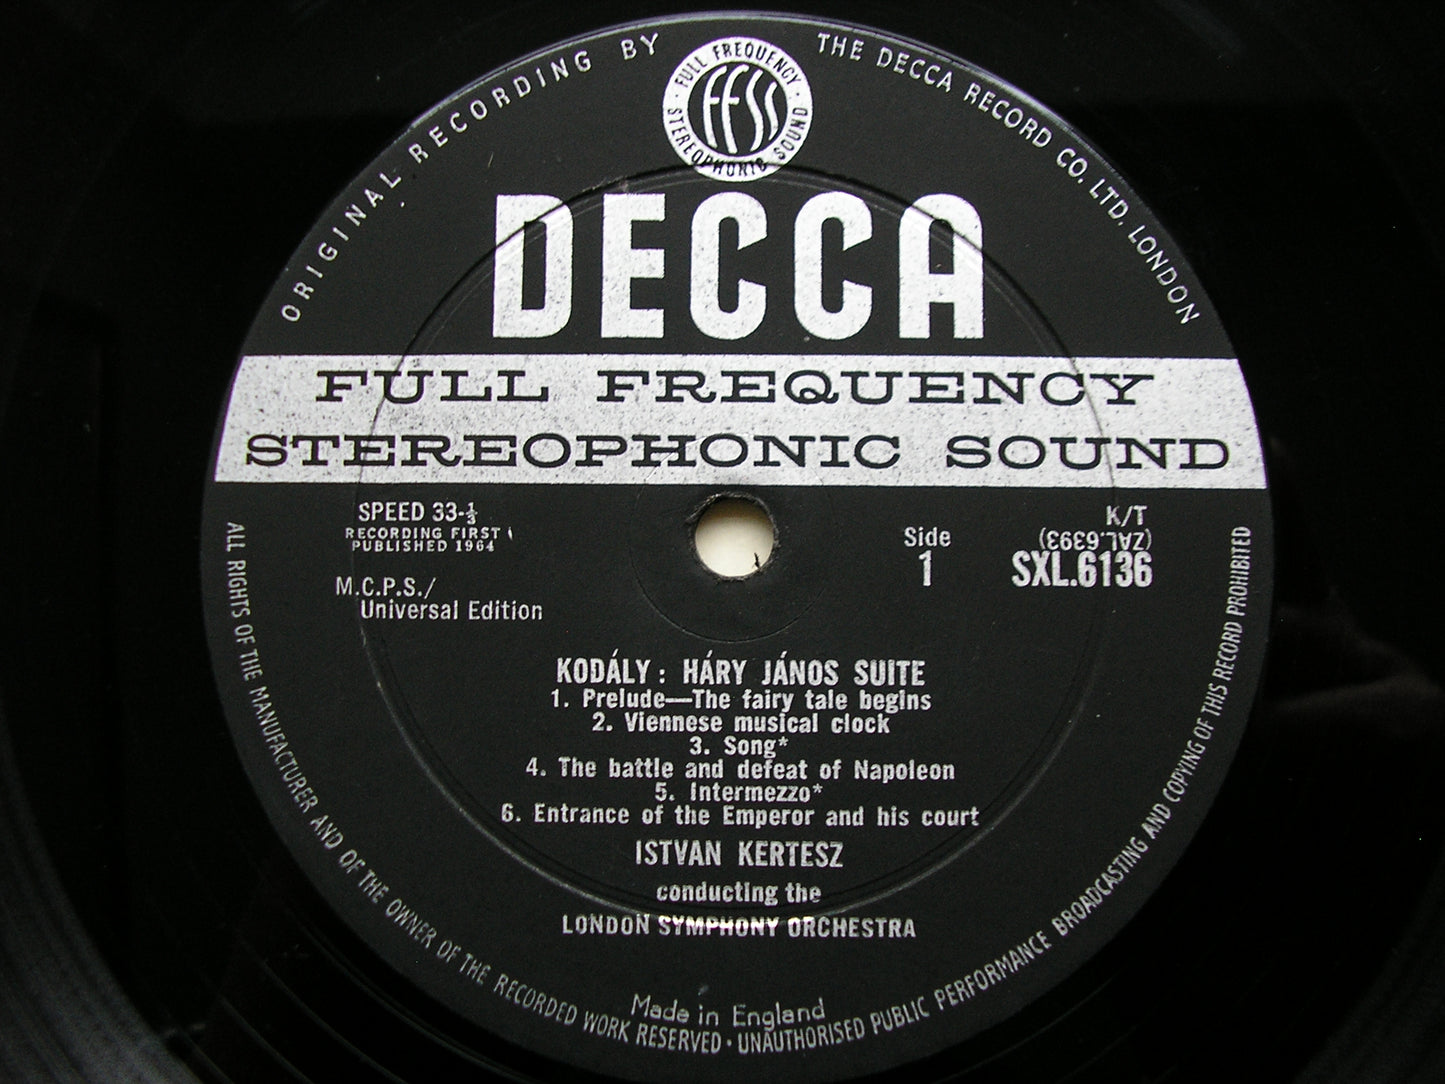 ORIGINAL RECORDING BY THE DECCA RECORD CO. LTD. LONDON
FULL FREQUENCY STEREOPHONIC SOUND
FFSS
DECCA
FULL FREQUENCY
STEREOPHONIC SOUND
SPEED 33-⅓
RECORDING FIRST
PUBLISHED 1964
M.C.P.S./
Universal Edition
Side
1
K/T
(ZAL.6393)
SXL.6136
KODÁLY: HÁRY JÁNOS SUITE
1. Prelude—The fairy tale begins
2. Viennese musical clock
3. Song*
4. The battle and defeat of Napoleon
5. Intermezzo*
6. Entrance of the Emperor and his court
ISTVAN KERTESZ
conducting the
LONDON SYMPHONY ORCHESTRA
Made in England
ALL RIGHTS OF THE MANUFACTURER AND OF THE OWNER OF THE RECORDED WORK RESERVED · UNAUTHORISED PUBLIC PERFORMANCE BROADCASTING AND COPYING OF THIS RECORD PROHIBITED